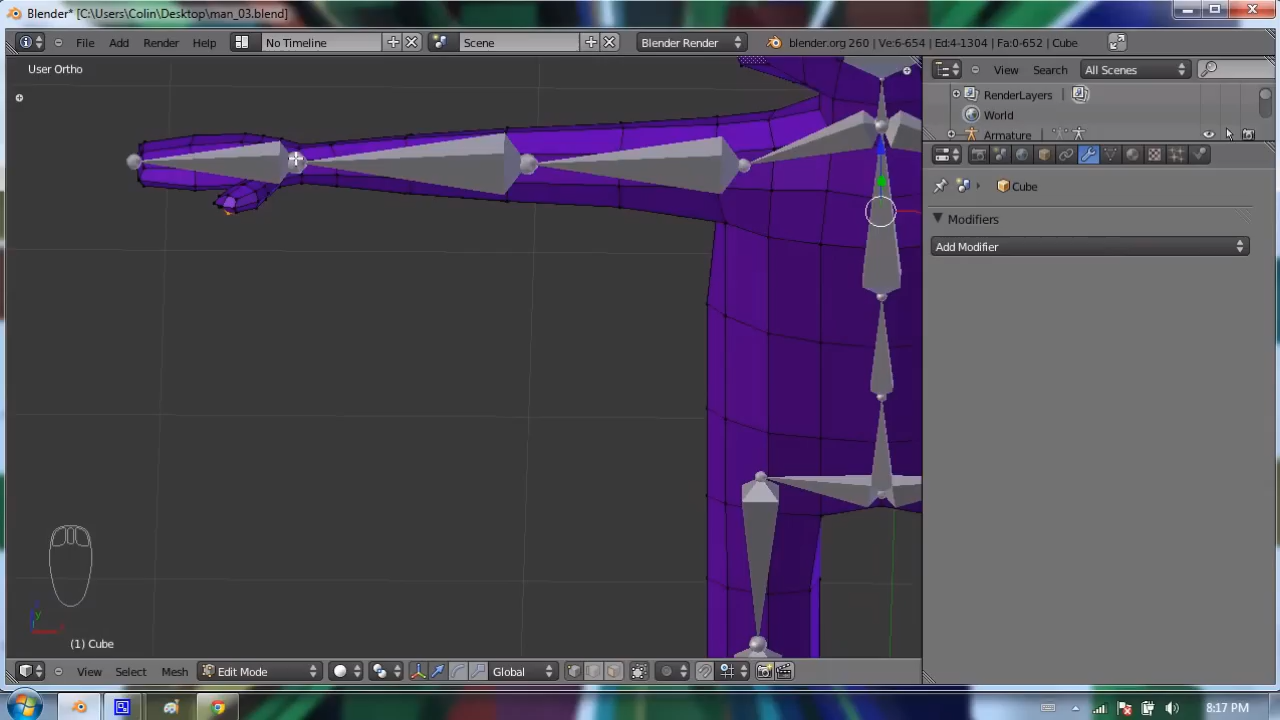 Blender* [C:\Users\Colin\Desktop\man_03.blend]
File Add Render Help No Timeline Scene Blender Render blender.org 260 | Ve:6-654 | Ed:4-1304 | Fa:0-652 | Cube
User Ortho
View Search All Scenes
RenderLayers
World
Armature
Cube
Modifiers
Add Modifier
(1) Cube
View Select Mesh Edit Mode Global
8:17 PM